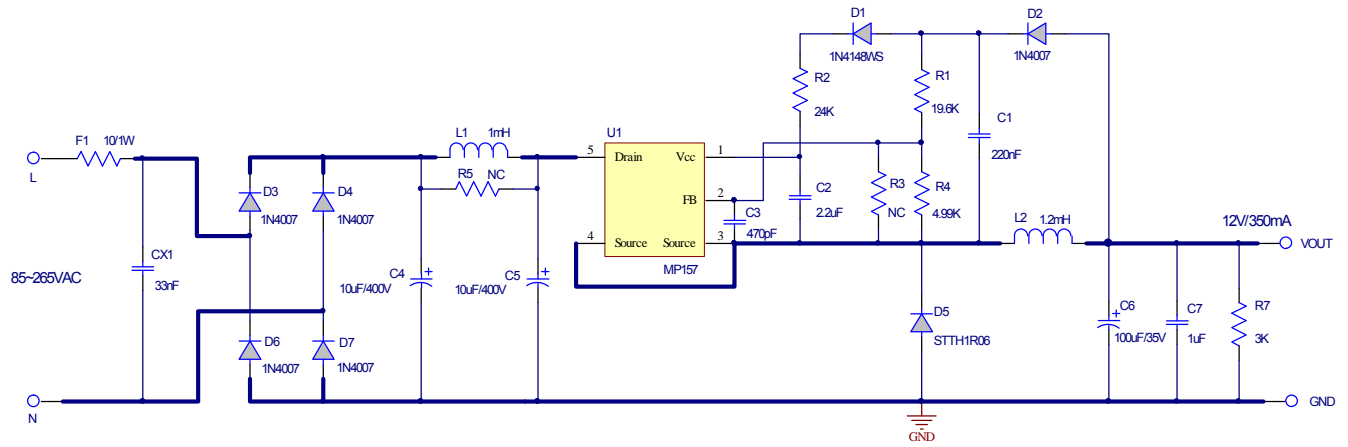 D1
1N4148WS
D2
1N4007
R2
24K
R1
19.6K
C1
220nF
F1 10/1W
L
L1 1mH
R5 NC
U1
5 Drain Vcc 1
FB 2
4 Source Source 3
MP157
C2
2.2uF
C3
470pF
R3
NC
R4
4.99K
L2 1.2mH
12V/350mA
VOUT
D3
1N4007
D4
1N4007
85~265VAC
CX1
33nF
C4
10uF/400V
C5
10uF/400V
D5
STTH1R06
C6
100uF/35V
C7
1uF
R7
3K
D6
1N4007
D7
1N4007
N
GND
GND